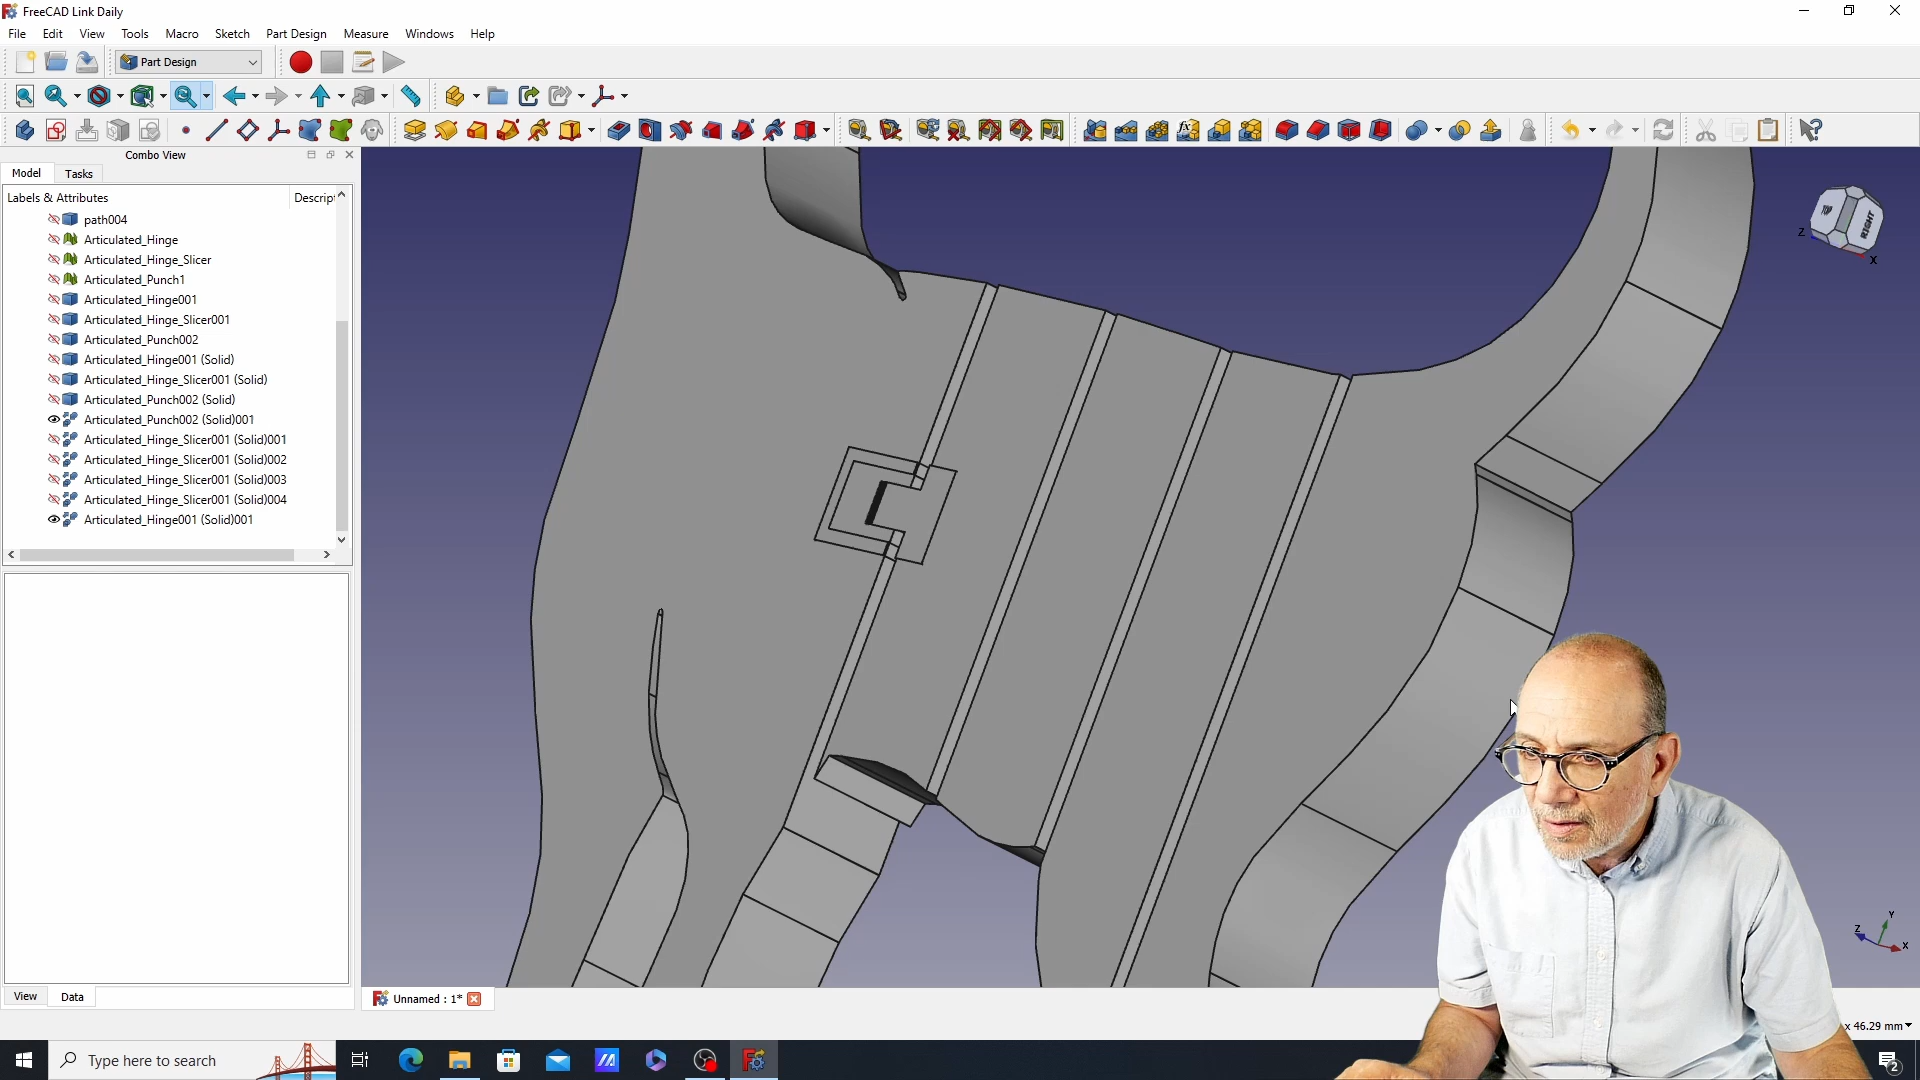 FreeCAD Link Daily
File Edit View Tools Macro Sketch Part Design Measure Windows Help
Part Design
Combo View
Model Tasks
Labels & Attributes Descript
path004
Articulated_Hinge
Articulated_Hinge_Slicer
Articulated_Punch1
Articulated_Hinge001
Articulated_Hinge_Slicer001
Articulated_Punch002
Articulated_Hinge001 (Solid)
Articulated_Hinge_Slicer001 (Solid)
Articulated_Punch002 (Solid)
Articulated_Punch002 (Solid)001
Articulated_Hinge_Slicer001 (Solid)001
Articulated_Hinge_Slicer001 (Solid)002
Articulated_Hinge_Slicer001 (Solid)003
Articulated_Hinge_Slicer001 (Solid)004
Articulated_Hinge001 (Solid)001
TOP RIGHT
Z
X
Y
Z
X
View Data
Unnamed : 1*
x 46.29 mm
Type here to search
2